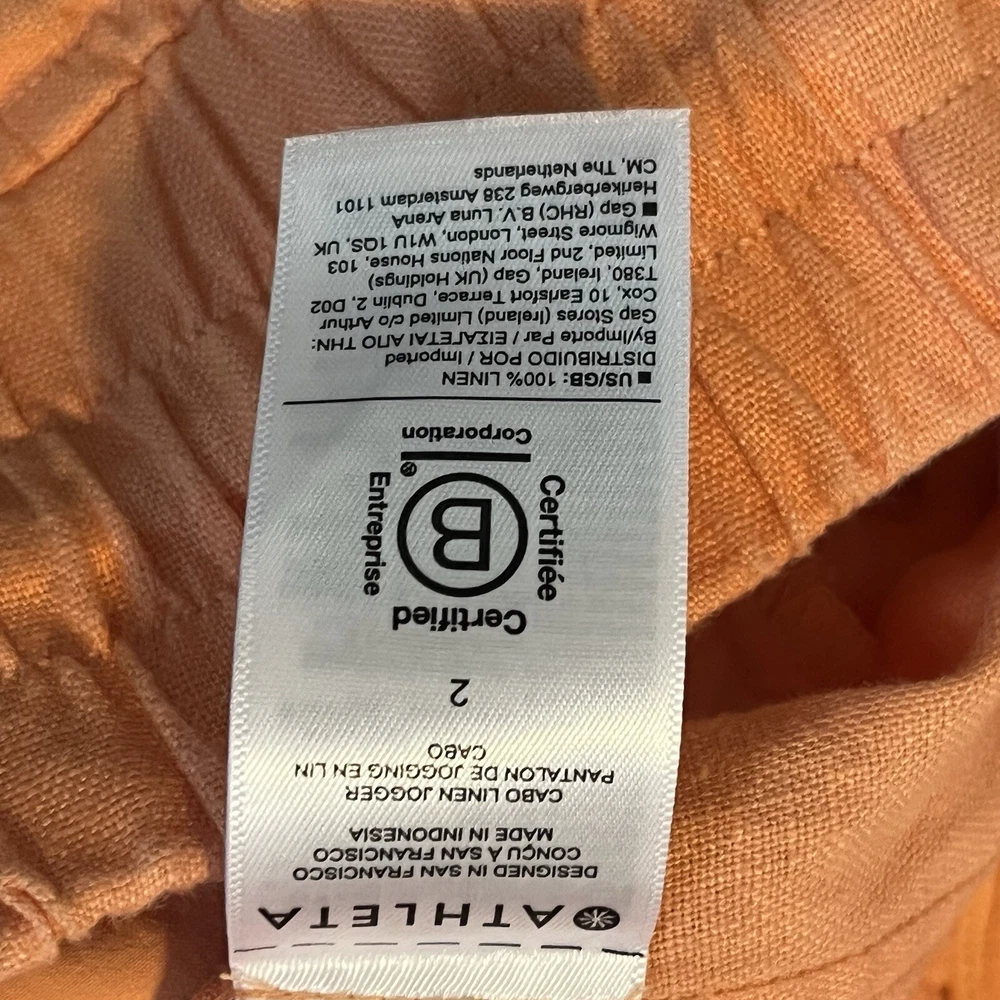 ATHLETA
DESIGNED IN SAN FRANCISCO
CONÇU À SAN FRANCISCO
MADE IN INDONESIA
CABO LINEN JOGGER
PANTALON DE JOGGING EN LIN
CABO
2
Certified
Certifiée
B
Entreprise
®
Corporation
■ US/GB: 100% LINEN
DISTRIBUIDO POR / Imported
By/Importe Par / ΕΙΣΑΓΕΤΑΙ ΑΠΟ ΤΗΝ:
Gap Stores (Ireland) Limited c/o Arthur
Cox, 10 Earlsfort Terrace, Dublin 2, D02
T380, Ireland, Gap (UK Holdings)
Limited, 2nd Floor Nations House, 103
Wigmore Street, London, W1U 1QS, UK
■ Gap (RHC) B.V. Luna ArenA
Herikerbergweg 238 Amsterdam 1101
CM, The Netherlands